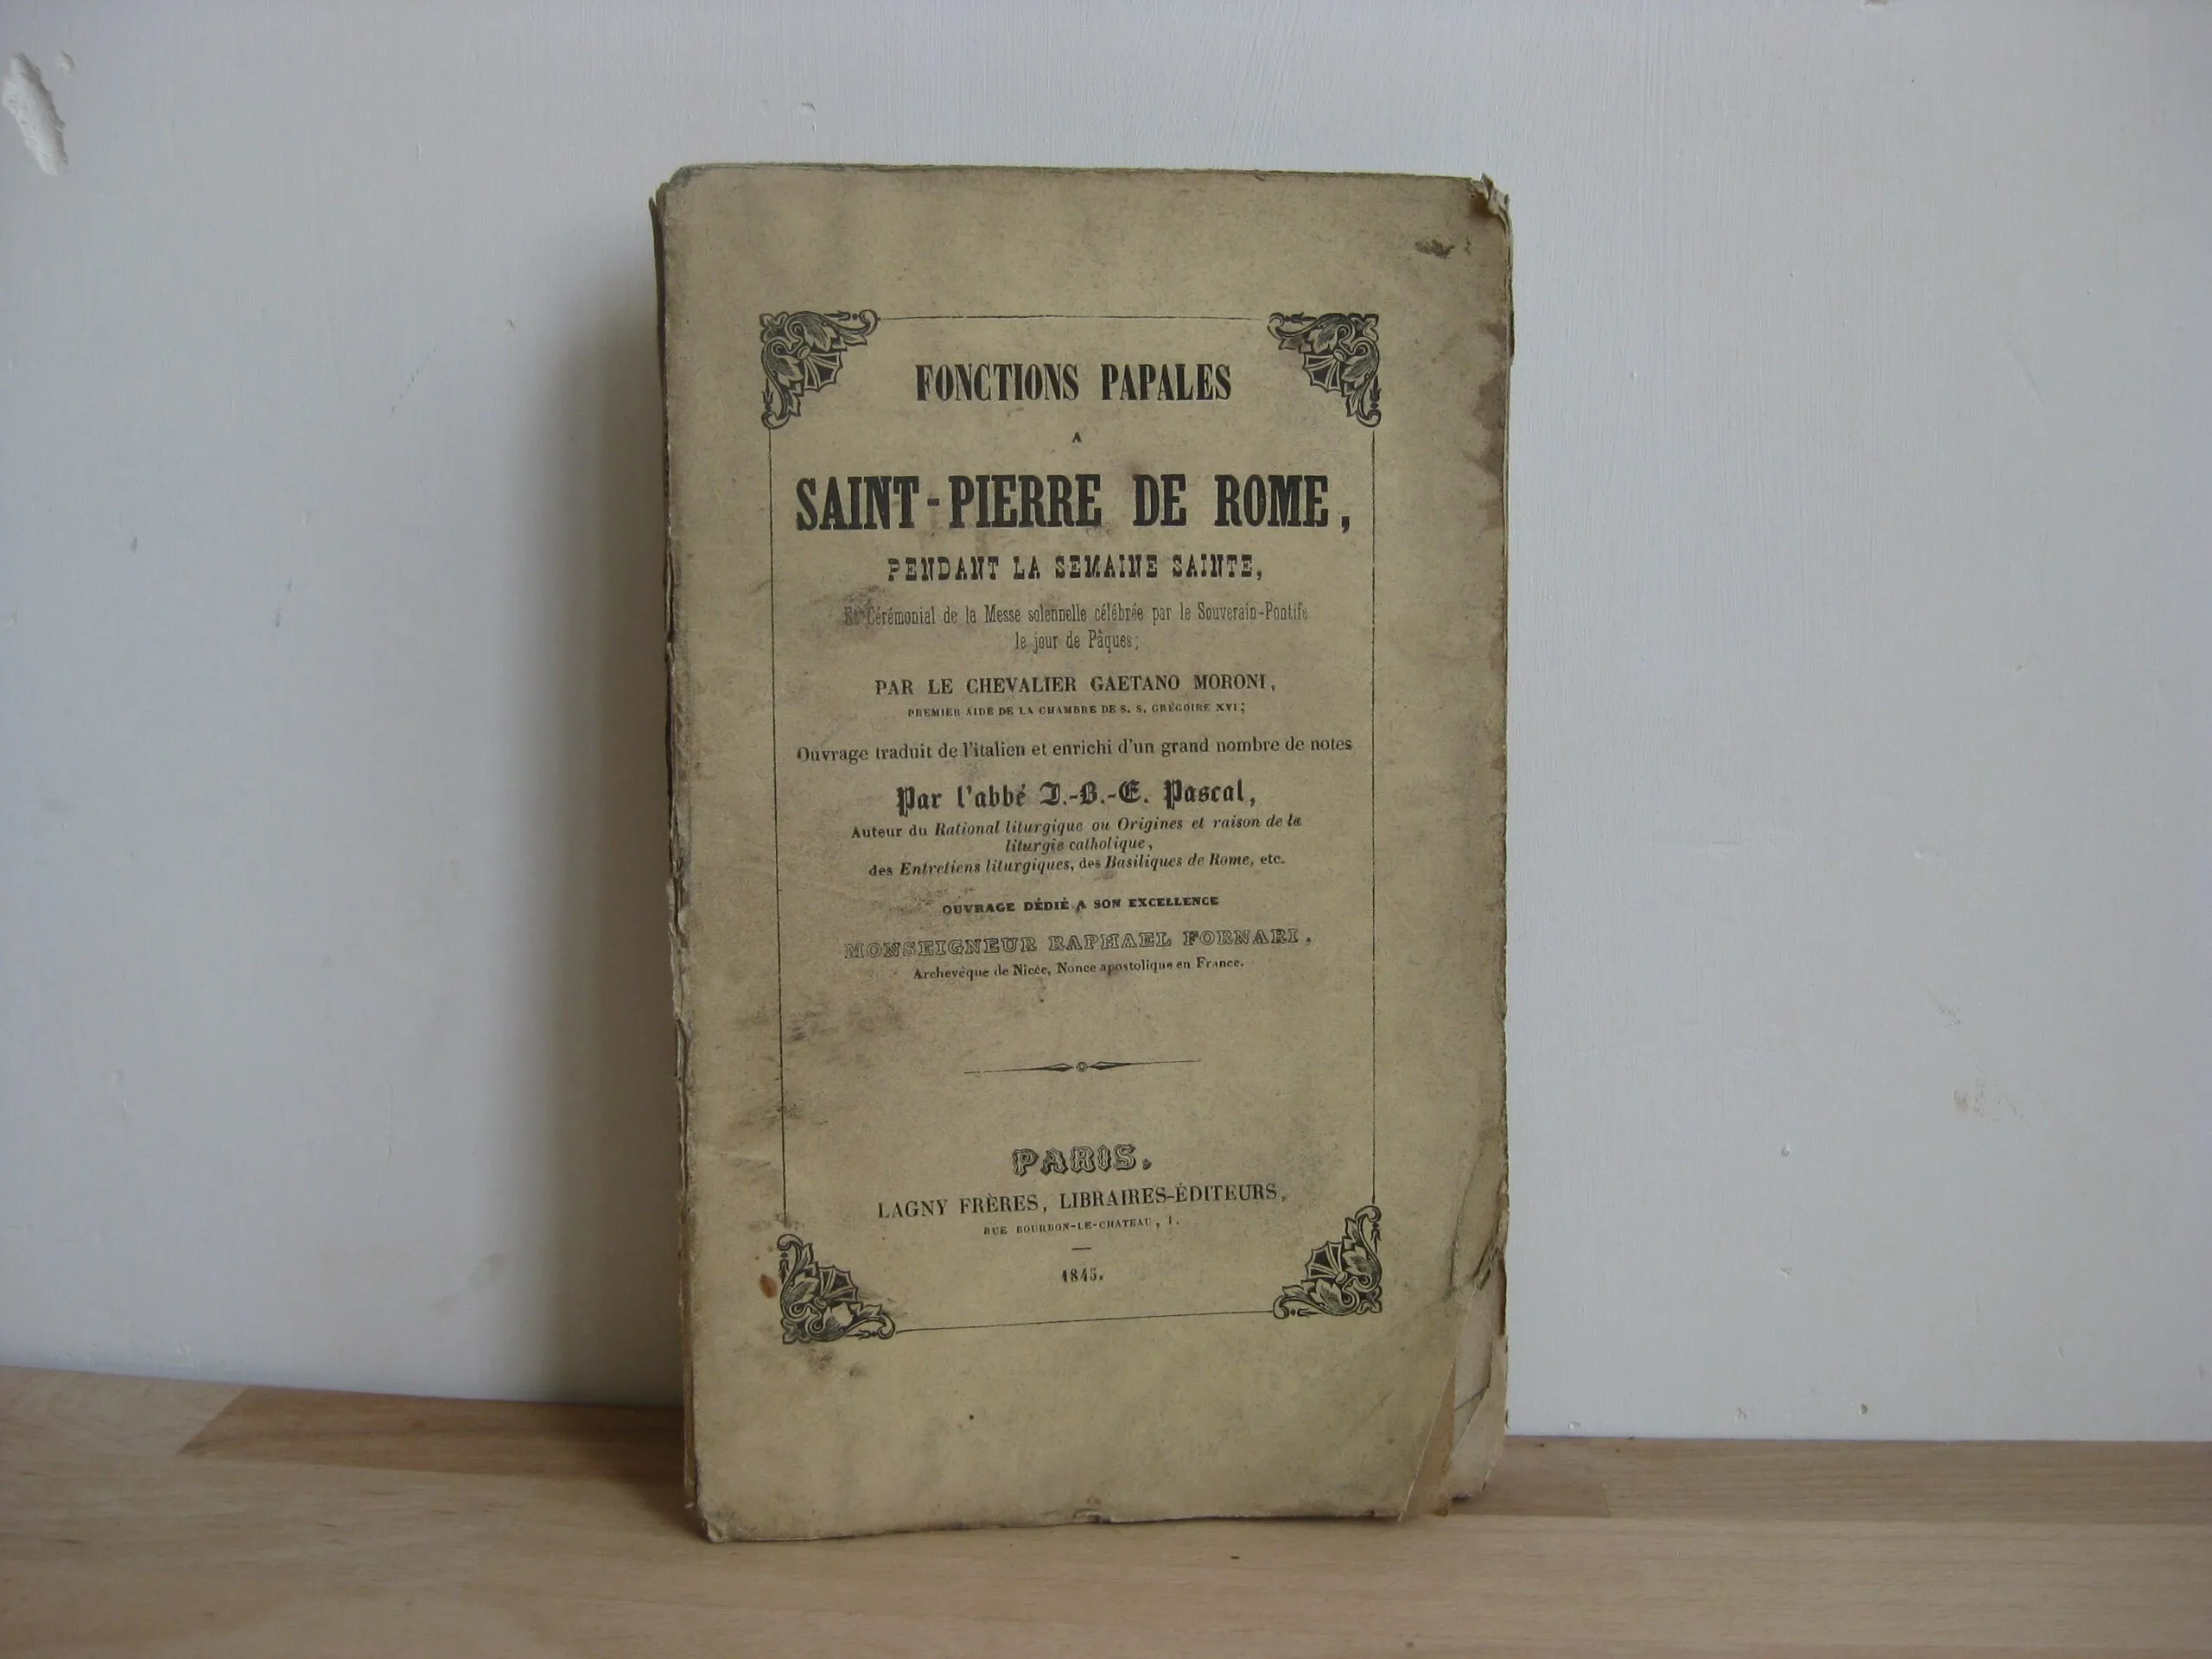 FONCTIONS PAPALES
A
SAINT-PIERRE DE ROME,
PENDANT LA SEMAINE SAINTE,
Et Cérémonial de la Messe solennelle célébrée par le Souverain-Pontife
le jour de Pâques;
PAR LE CHEVALIER GAETANO MORONI,
PREMIER AIDE DE LA CHAMBRE DE S. S. GRÉGOIRE XVI;
Ouvrage traduit de l'italien et enrichi d'un grand nombre de notes
Par l'abbé J.-B.-E. Pascal,
Auteur du Rational liturgique ou Origines et raison de la
liturgie catholique,
des Entretiens liturgiques, des Basiliques de Rome, etc.
OUVRAGE DÉDIÉ A SON EXCELLENCE
MONSEIGNEUR RAPHAEL FORNARI,
Archevêque de Nicée, Nonce apostolique en France.
PARIS.
LAGNY FRÈRES, LIBRAIRES-ÉDITEURS,
RUE BOURBON-LE-CHATEAU, 1.
1845.